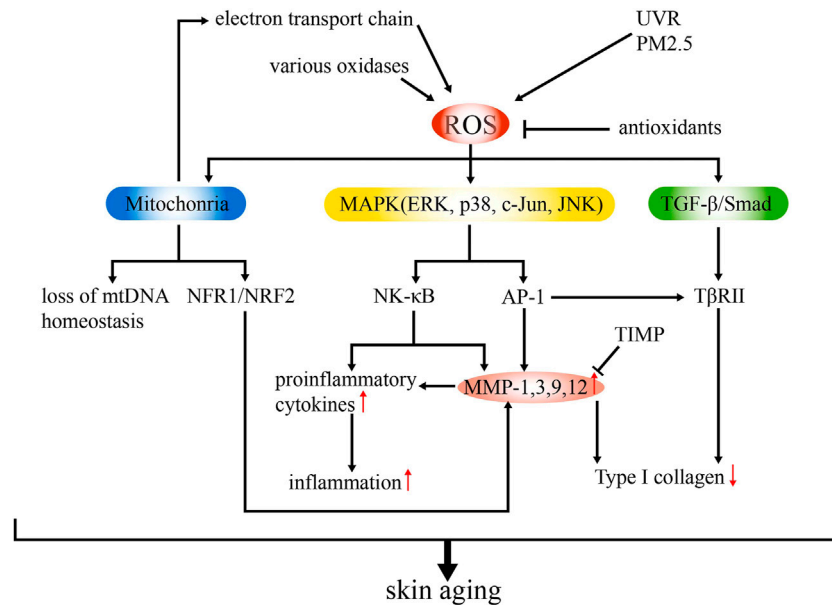 electron transport chain
UVR
PM2.5
various oxidases
ROS
antioxidants
Mitochonria
MAPK(ERK, p38, c-Jun, JNK)
TGF-β/Smad
loss of mtDNA
homeostasis
NFR1/NRF2
NK-κB
AP-1
TβRII
TIMP
proinflammatory
cytokines
MMP-1,3,9,12
inflammation
Type I collagen
skin aging